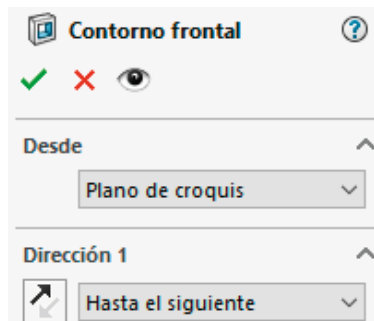 Contorno frontal
Desde
Plano de croquis
Dirección 1
Hasta el siguiente